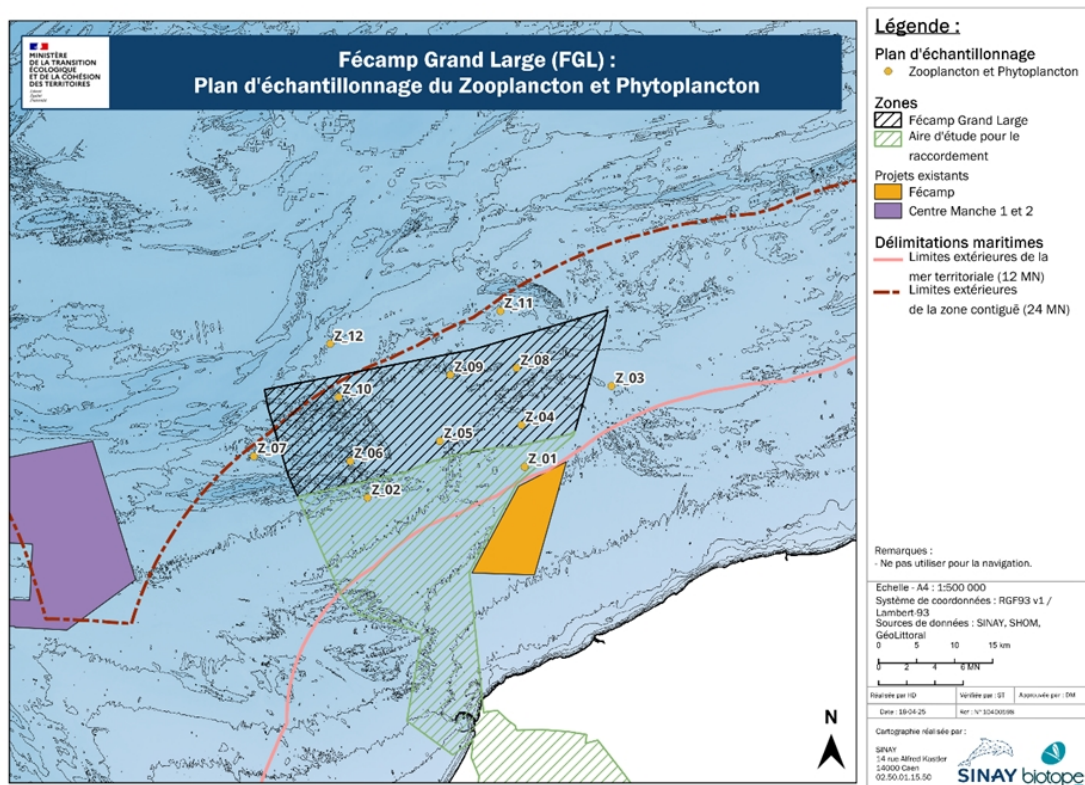 MINISTÈRE
DE LA TRANSITION
ÉCOLOGIQUE
ET DE LA COHÉSION
DES TERRITOIRES
Fécamp Grand Large (FGL) :
Plan d'échantillonnage du Zooplancton et Phytoplancton
Z_11
Z_12
Z_08
Z_09
Z_03
Z_10
Z_04
Z_05
Z_07
Z_06
Z_01
Z_02
N
Légende :
Plan d'échantillonnage
Zooplancton et Phytoplancton
Zones
Fécamp Grand Large
Aire d'étude pour le
raccordement
Projets existants
Fécamp
Centre Manche 1 et 2
Délimitations maritimes
Limites extérieures de la
mer territoriale (12 MN)
Limites extérieures
de la zone contiguë (24 MN)
Remarques :
- Ne pas utiliser pour la navigation.
Echelle - A4 : 1:500 000
Système de coordonnées : RGF93 v1 /
Lambert-93
Sources de données : SINAY, SHOM,
GéoLittoral
0 5 10 15 km
0 2 4 6 MN
Réalisée par HD
Vérifiée par : ST
Approuvée par : DM
Date : 18-04-25
Cartographie réalisée par :
SINAY
14 rue Alfred Kastler
14000 Caen
02.50.01.15.50
SINAY
biotope